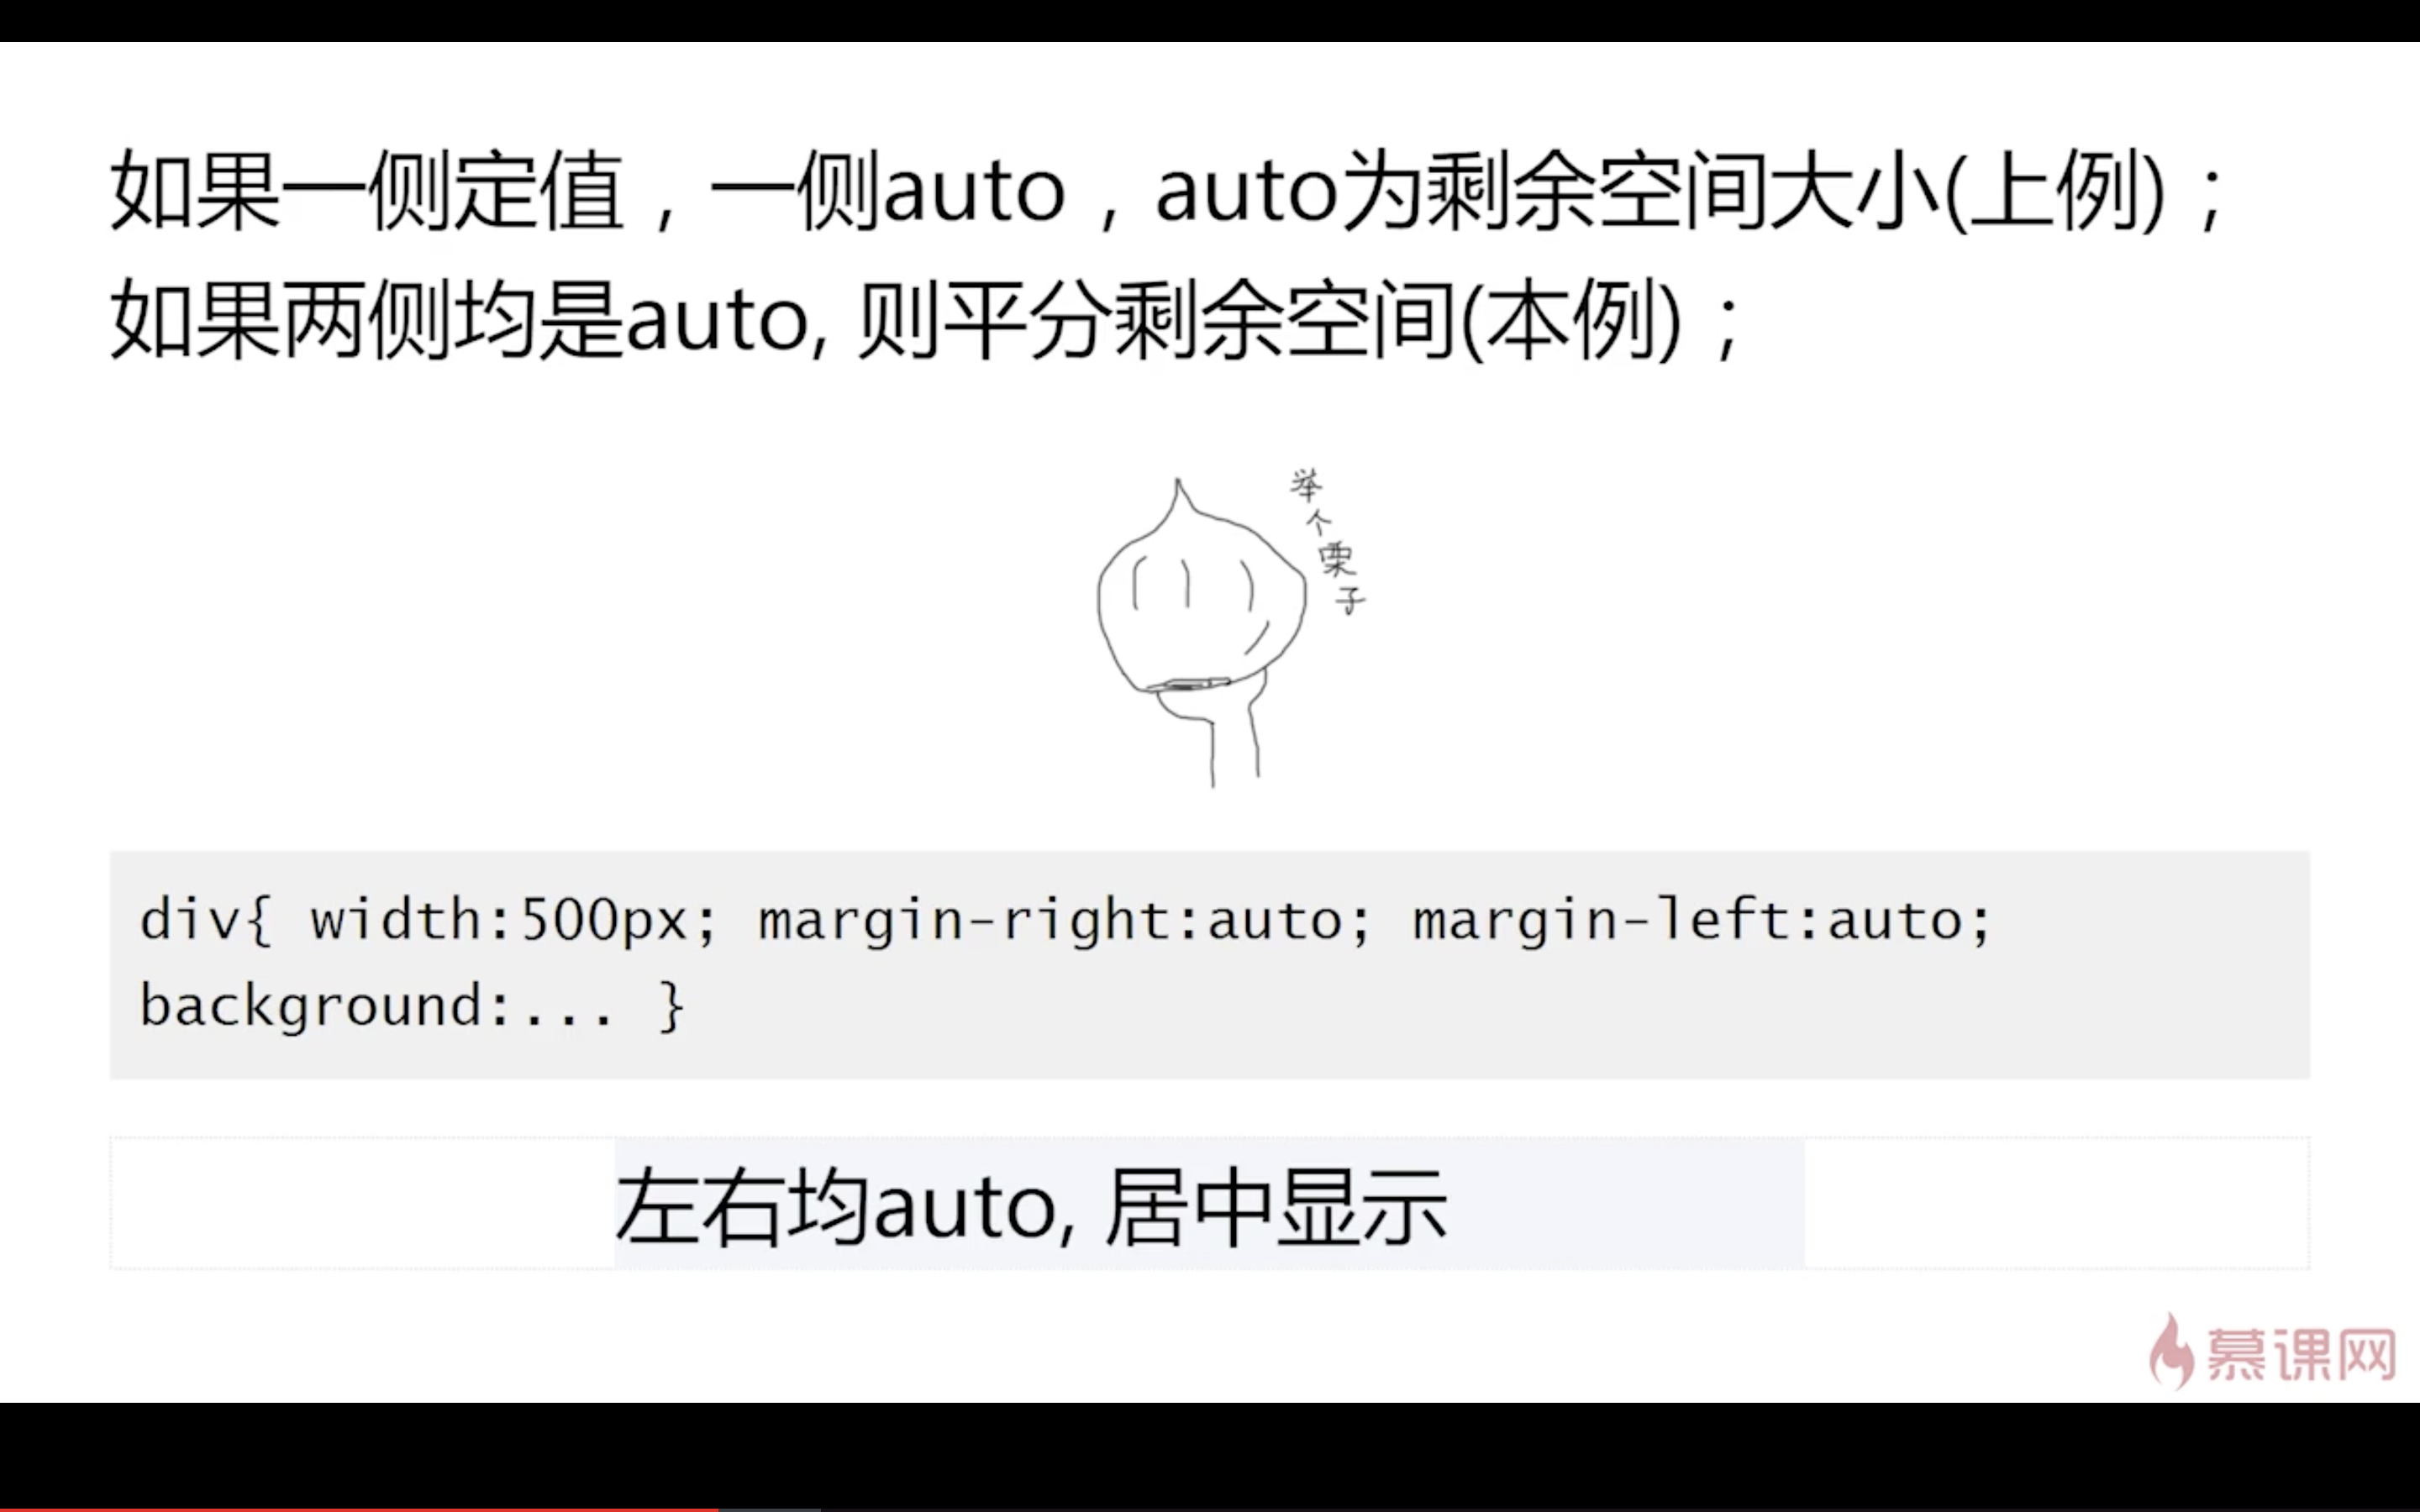 如果一侧定值，一侧auto，auto为剩余空间大小(上例)；
如果两侧均是auto, 则平分剩余空间(本例)；
举个栗子
div{ width:500px; margin-right:auto; margin-left:auto;
background:... }
左右均auto, 居中显示
慕课网